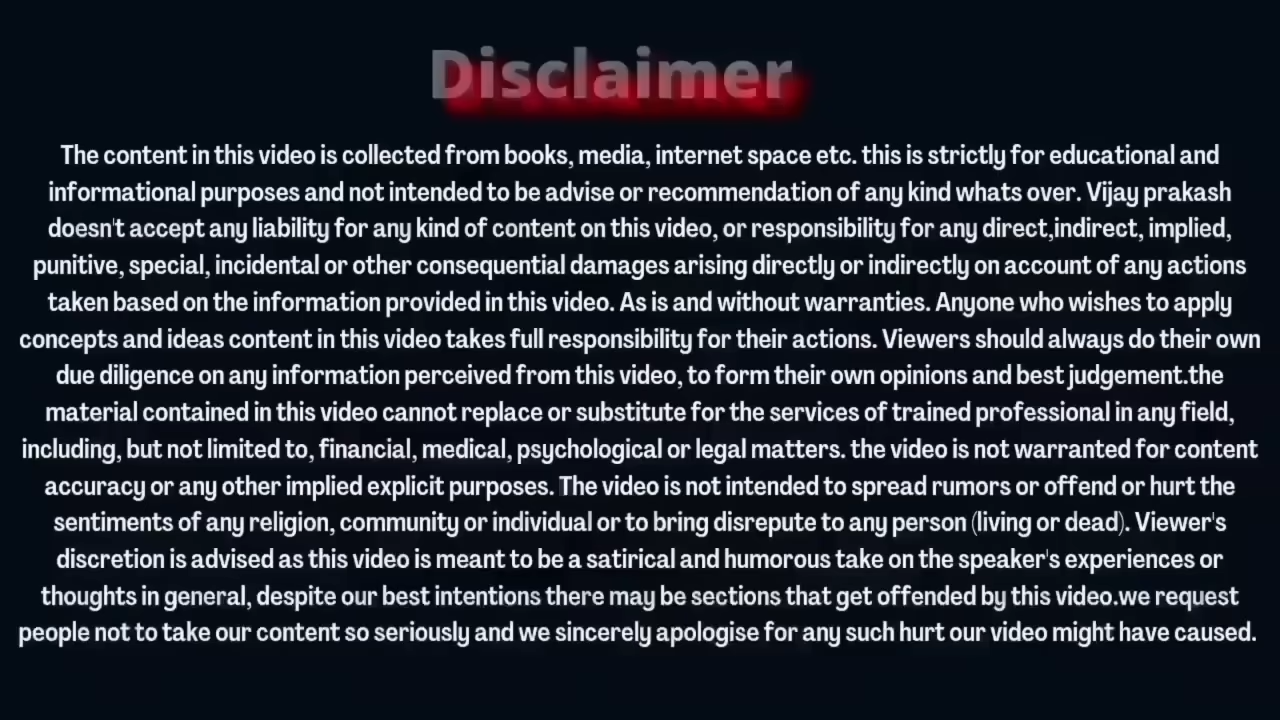 Disclaimer
The content in this video is collected from books, media, internet space etc. this is strictly for educational and
informational purposes and not intended to be advise or recommendation of any kind whats over. Vijay prakash
doesn't accept any liability for any kind of content on this video, or responsibility for any direct,indirect, implied,
punitive, special, incidental or other consequential damages arising directly or indirectly on account of any actions
taken based on the information provided in this video. As is and without warranties. Anyone who wishes to apply
concepts and ideas content in this video takes full responsibility for their actions. Viewers should always do their own
due diligence on any information perceived from this video, to form their own opinions and best judgement.the
material contained in this video cannot replace or substitute for the services of trained professional in any field,
including, but not limited to, financial, medical, psychological or legal matters. the video is not warranted for content
accuracy or any other implied explicit purposes. The video is not intended to spread rumors or offend or hurt the
sentiments of any religion, community or individual or to bring disrepute to any person (living or dead). Viewer's
discretion is advised as this video is meant to be a satirical and humorous take on the speaker's experiences or
thoughts in general, despite our best intentions there may be sections that get offended by this video.we request
people not to take our content so seriously and we sincerely apologise for any such hurt our video might have caused.